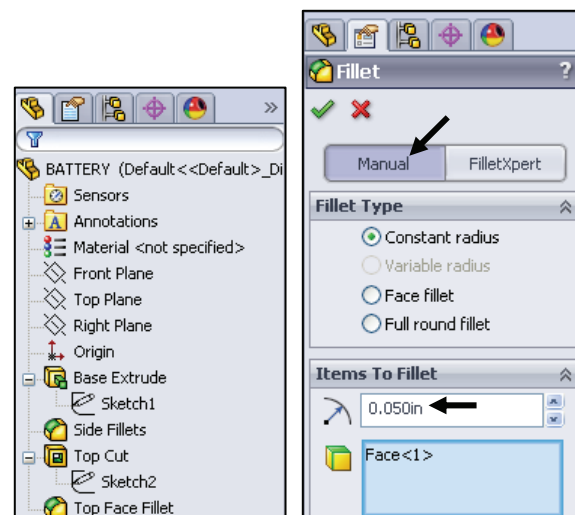 »
BATTERY (Default<<Default>_Di
Sensors
Annotations
Material <not specified>
Front Plane
Top Plane
Right Plane
Origin
Base Extrude
Sketch1
Side Fillets
Top Cut
Sketch2
Top Face Fillet
Fillet ?
Manual FilletXpert
Fillet Type
Constant radius
Variable radius
Face fillet
Full round fillet
Items To Fillet
0.050in
Face<1>